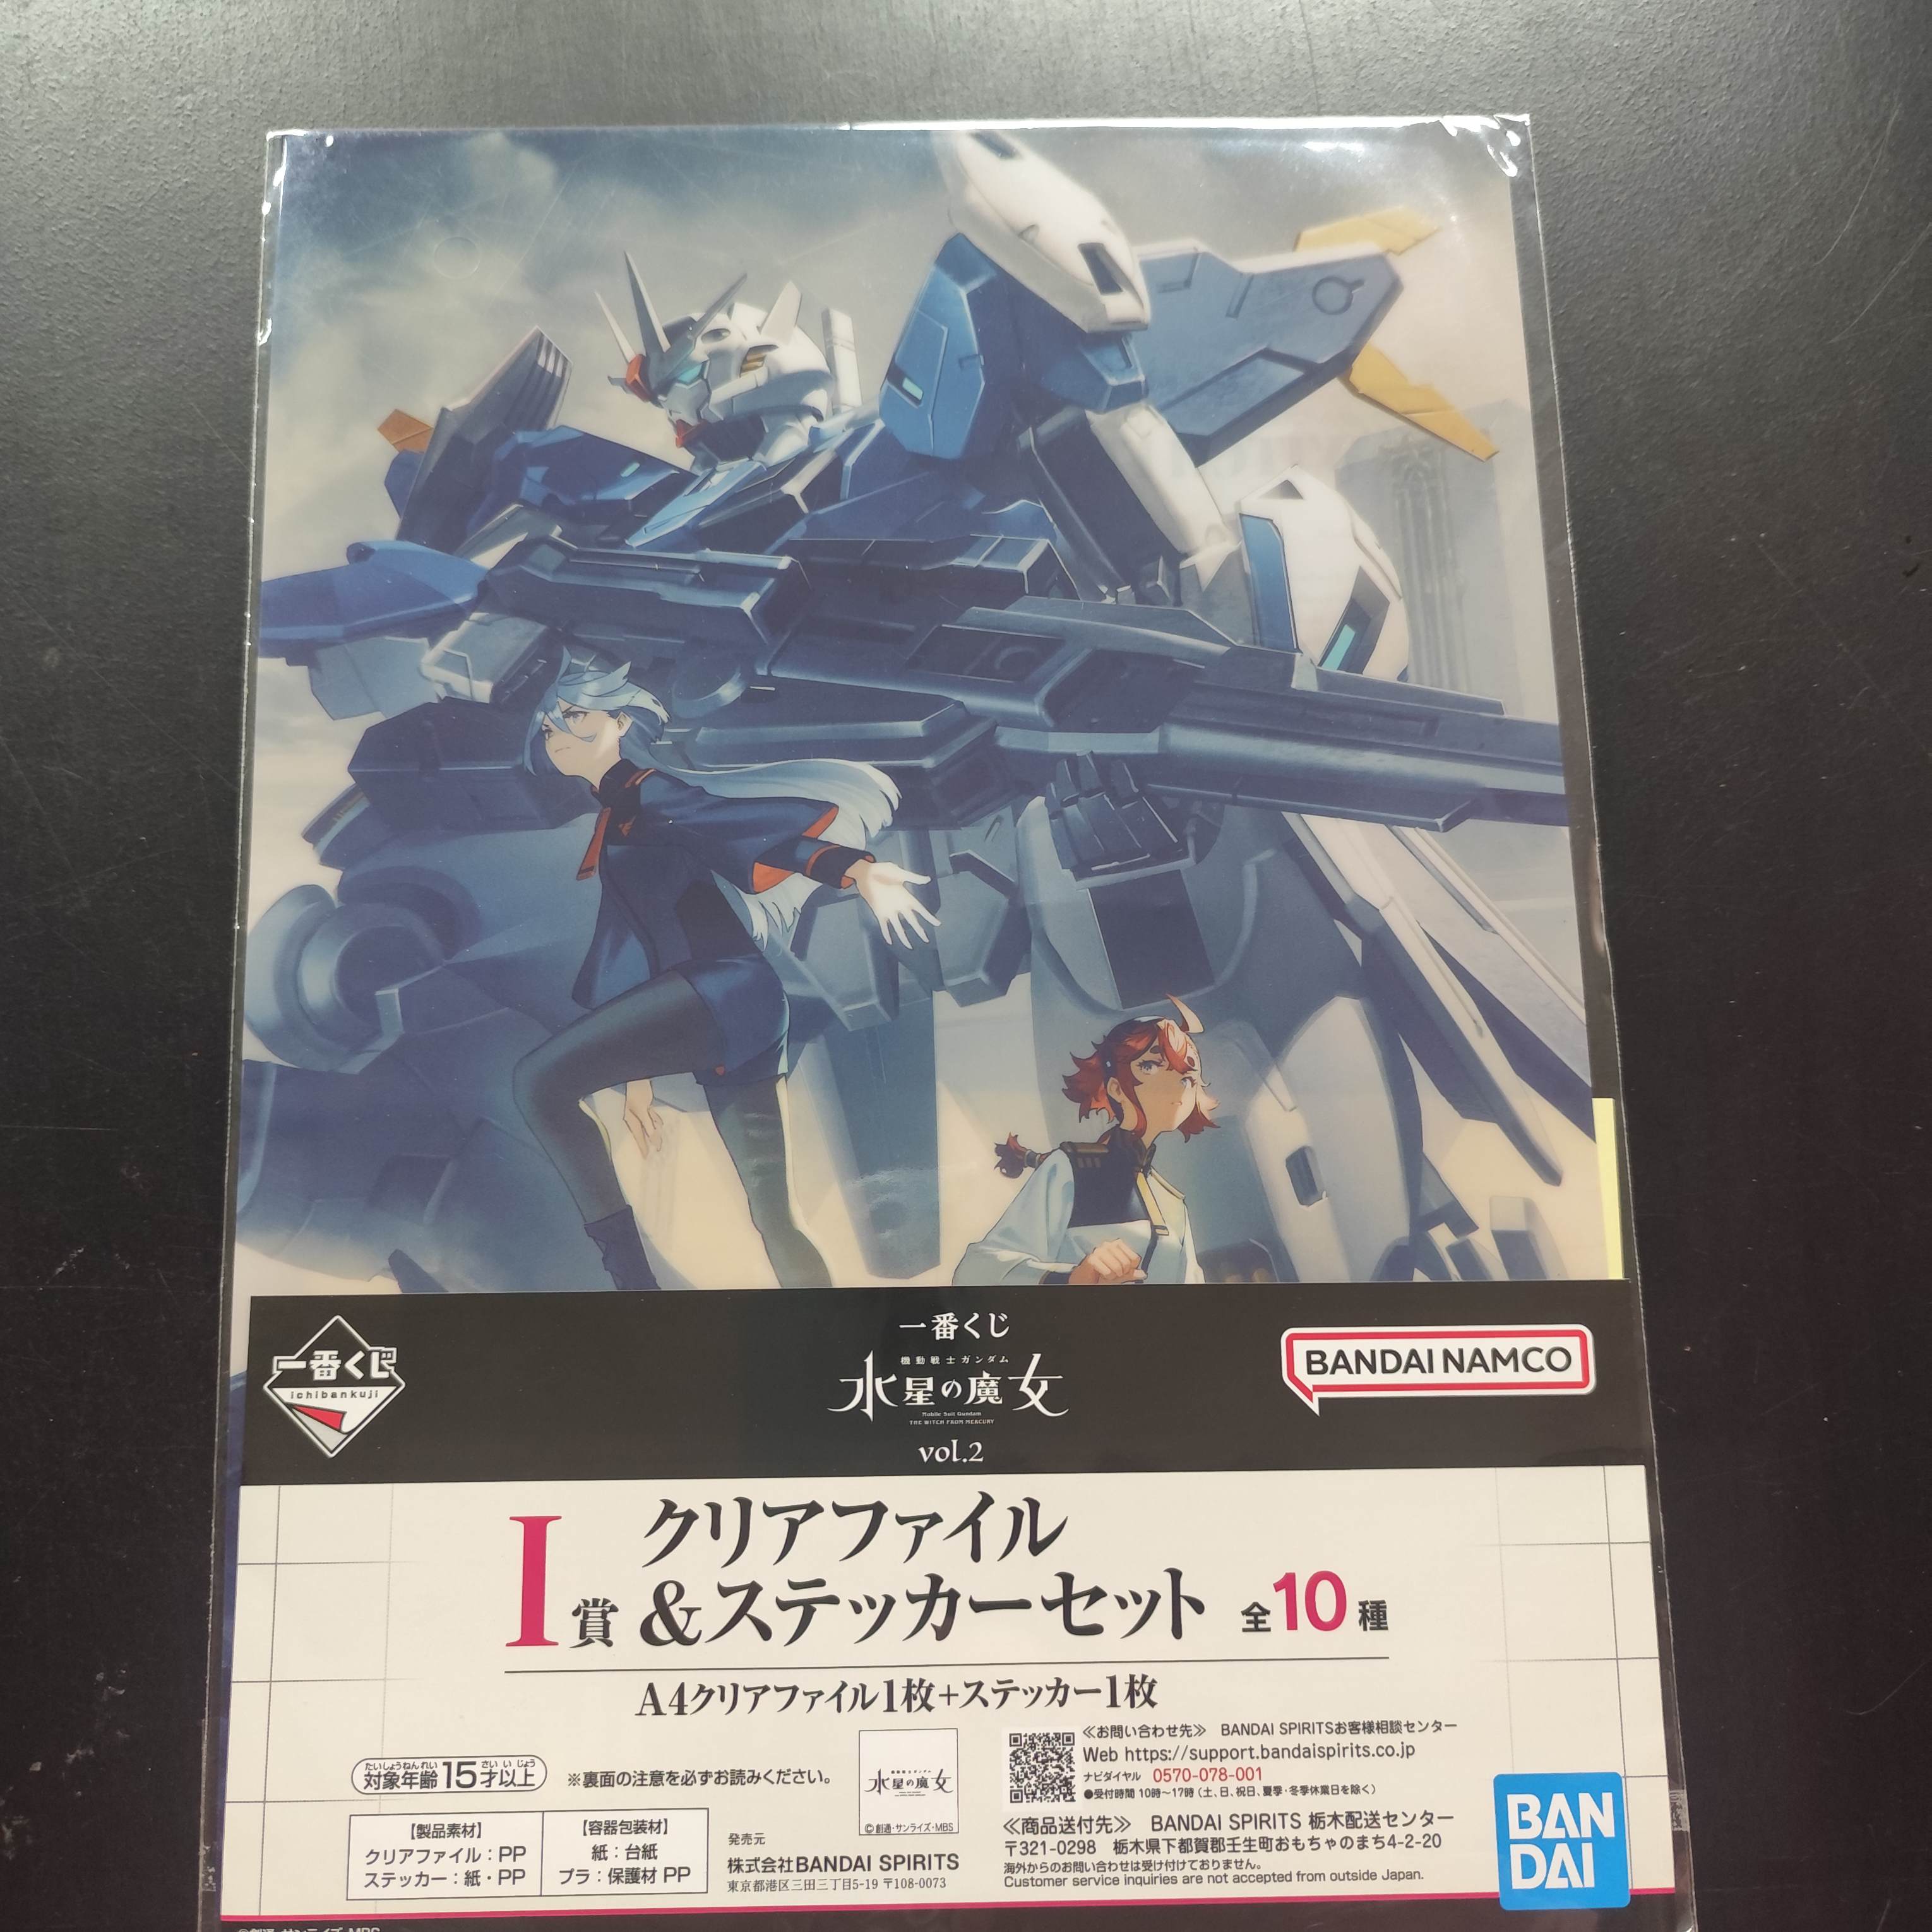 一番くじ
ichibankuji
一番くじ
機動戦士ガンダム
水星の魔女
Mobile Suit Gundam
THE WITCH FROM MERCURY
vol.2
BANDAI NAMCO
I賞 クリアファイル
&ステッカーセット 全10種
A4クリアファイル1枚+ステッカー1枚
たいしょうねんれい さい い じょう
対象年齢15才以上
※裏面の注意を必ずお読みください。
水星の魔女
©創通・サンライズ・MBS
【製品素材】
クリアファイル:PP
ステッカー:紙・PP
【容器包装材】
紙:台紙
プラ:保護材 PP
発売元
株式会社BANDAI SPIRITS
東京都港区三田三丁目5-19 〒108-0073
≪お問い合わせ先≫ BANDAI SPIRITSお客様相談センター
Web https://support.bandaispirits.co.jp
ナビダイヤル 0570-078-001
●受付時間 10時~17時(土、日、祝日、夏季・冬季休業日を除く)
≪商品送付先≫ BANDAI SPIRITS 栃木配送センター
〒321-0298 栃木県下都賀郡壬生町おもちゃのまち4-2-20
海外からのお問い合わせは受け付けておりません。
Customer service inquiries are not accepted from outside Japan.
BAN
DAI
©創通・サンライズ・MBS